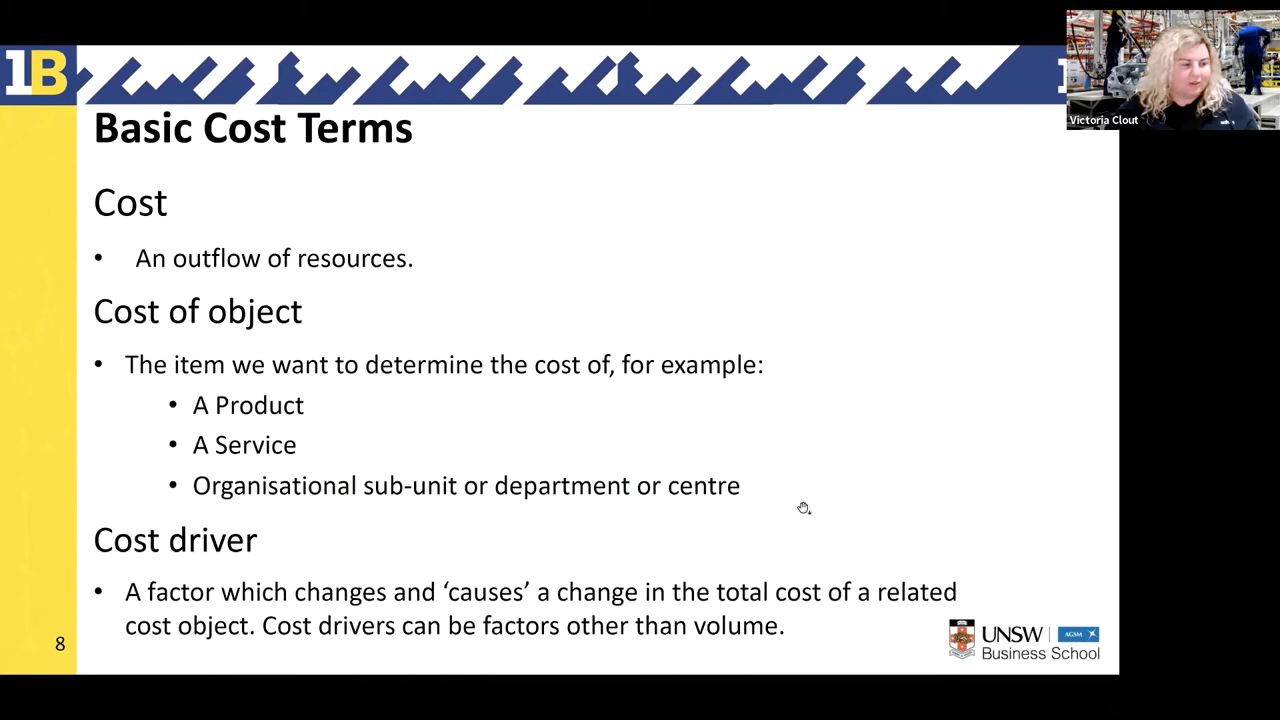 1B
1
Victoria Clout
Basic Cost Terms
Cost
• An outflow of resources.
Cost of object
• The item we want to determine the cost of, for example:
• A Product
• A Service
• Organisational sub-unit or department or centre
Cost driver
• A factor which changes and ‘causes’ a change in the total cost of a related
cost object. Cost drivers can be factors other than volume.
8
UNSW AGSM
Business School